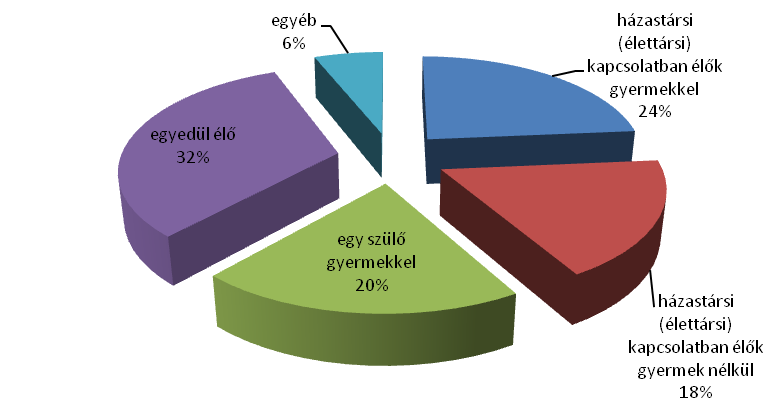 egyéb
6%
házastársi
(élettársi)
kapcsolatban élők
gyermekkel
24%
egyedül élő
32%
egy szülő
gyermekkel
20%
házastársi
(élettársi)
kapcsolatban élők
gyermek nélkül
18%